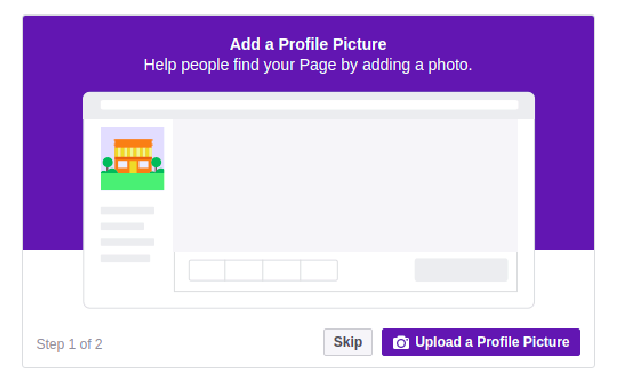 Add a Profile Picture
Help people find your Page by adding a photo.
Step 1 of 2
Skip
Upload a Profile Picture